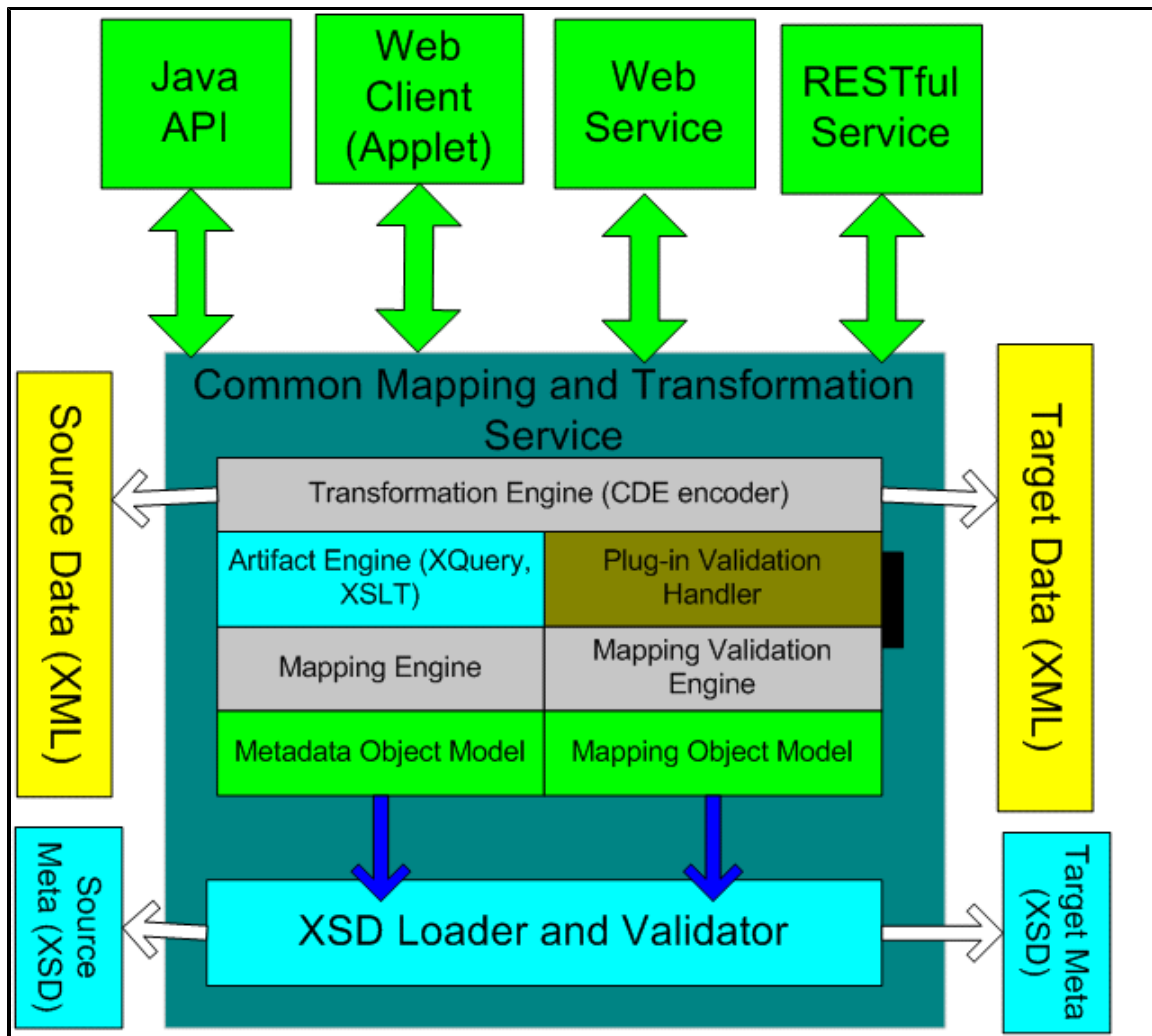 Java
API
Web
Client
(Applet)
Web
Service
RESTful
Service
Common Mapping and Transformation
Service
Source Data (XML)
Target Data (XML)
Transformation Engine (CDE encoder)
Artifact Engine (XQuery,
XSLT)
Plug-in Validation
Handler
Mapping Engine
Mapping Validation
Engine
Metadata Object Model
Mapping Object Model
Source
Meta (XSD)
XSD Loader and Validator
Target Meta
(XSD)